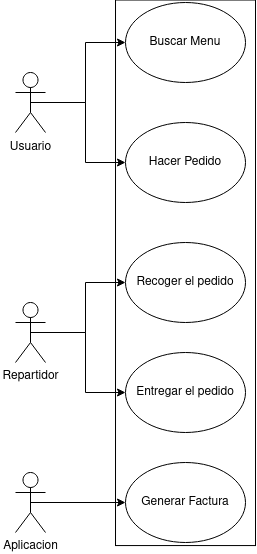 Buscar Menu
Usuario
Hacer Pedido
Recoger el pedido
Repartidor
Entregar el pedido
Generar Factura
Aplicacion